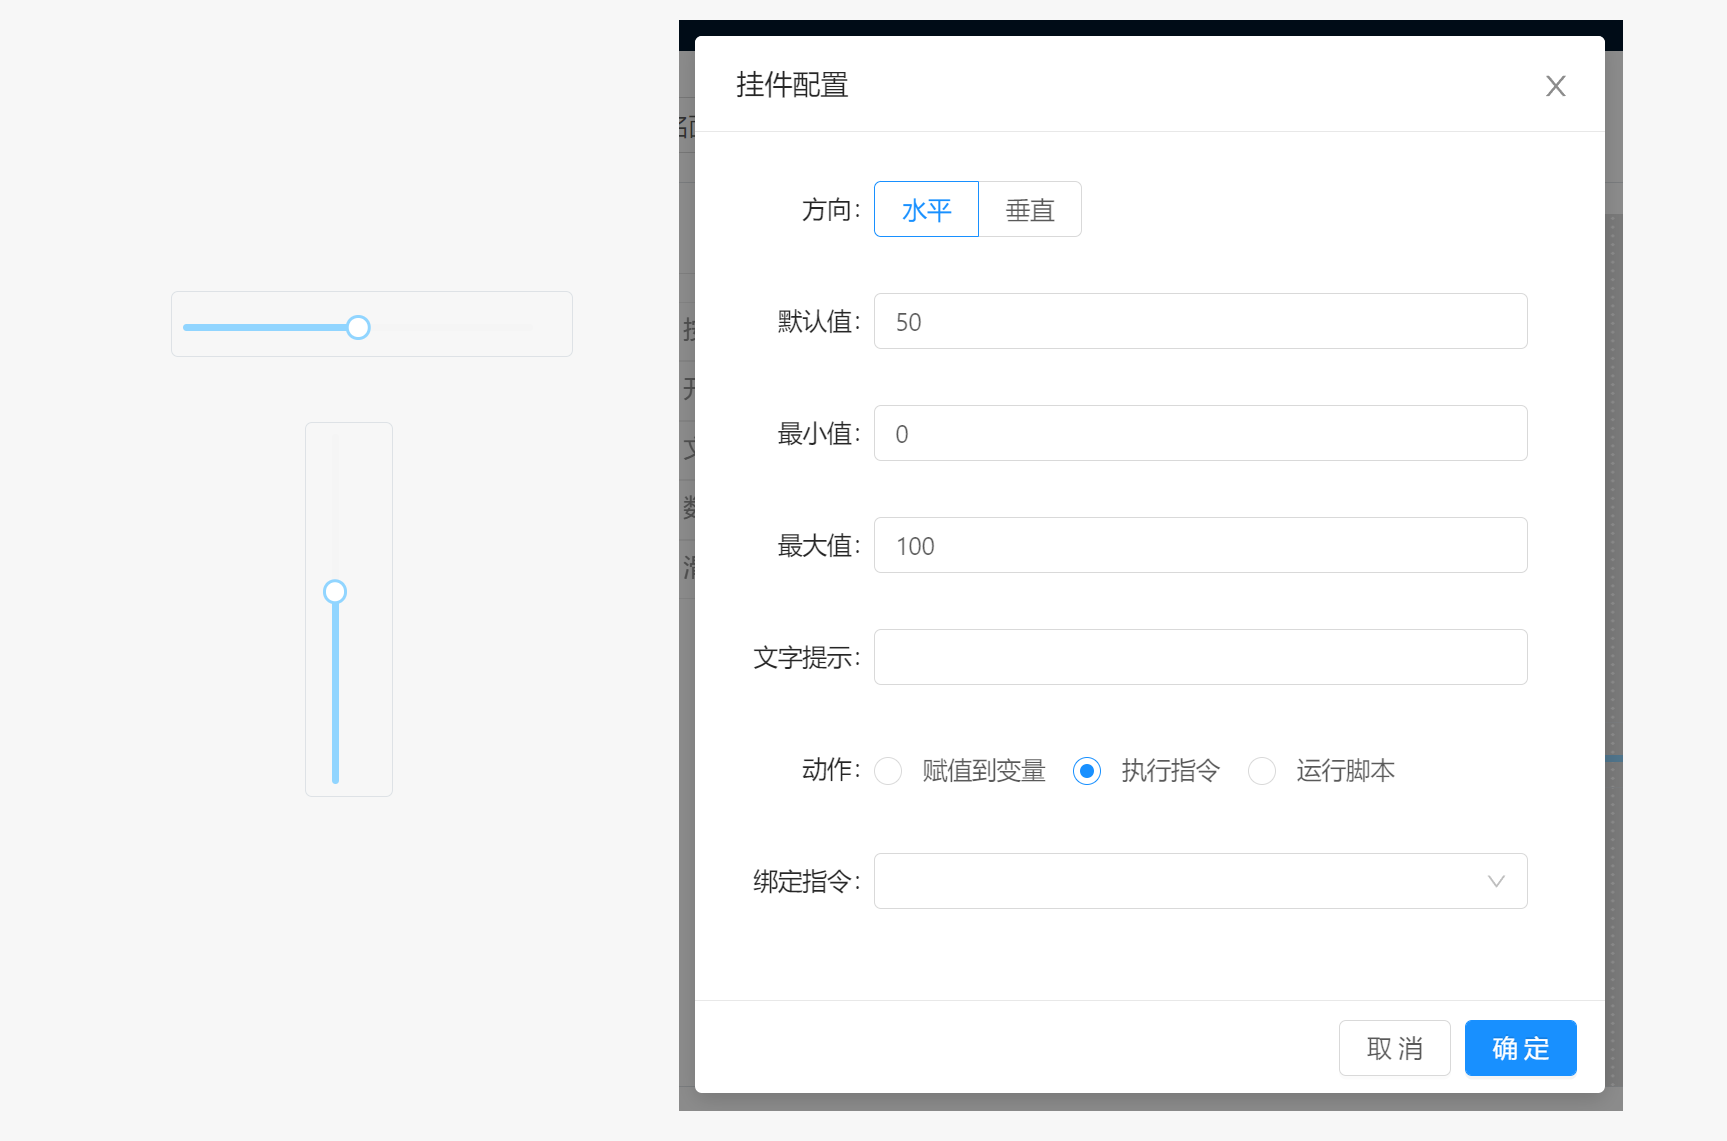 挂件配置
方向: 水平 垂直
默认值: 50
最小值: 0
最大值: 100
文字提示:
动作: 赋值到变量 执行指令 运行脚本
绑定指令:
取 消 确 定